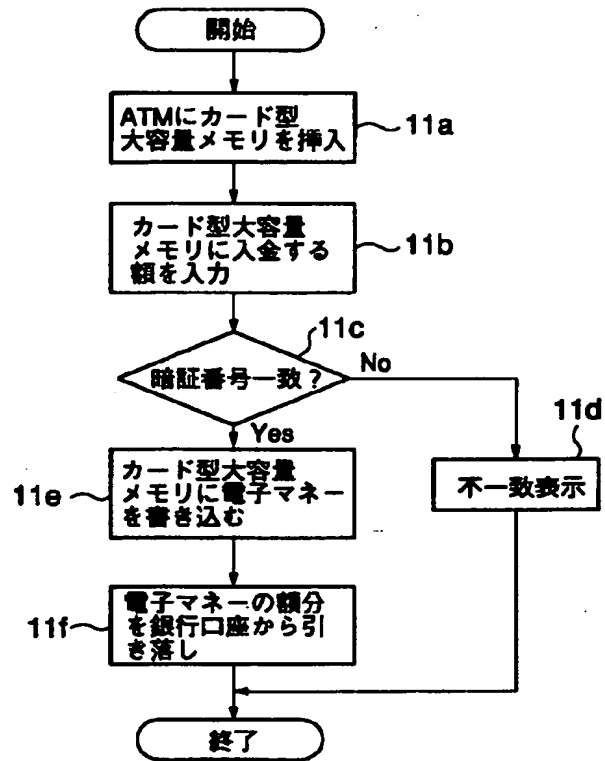 開始
ATMにカード型
大容量メモリを挿入
11a
カード型大容量
メモリに入金する
額を入力
11b
11c
暗証番号一致？
No
Yes
11d
不一致表示
カード型大容量
メモリに電子マネー
を書き込む
11e
電子マネーの額分
を銀行口座から引
き落し
11f
終了